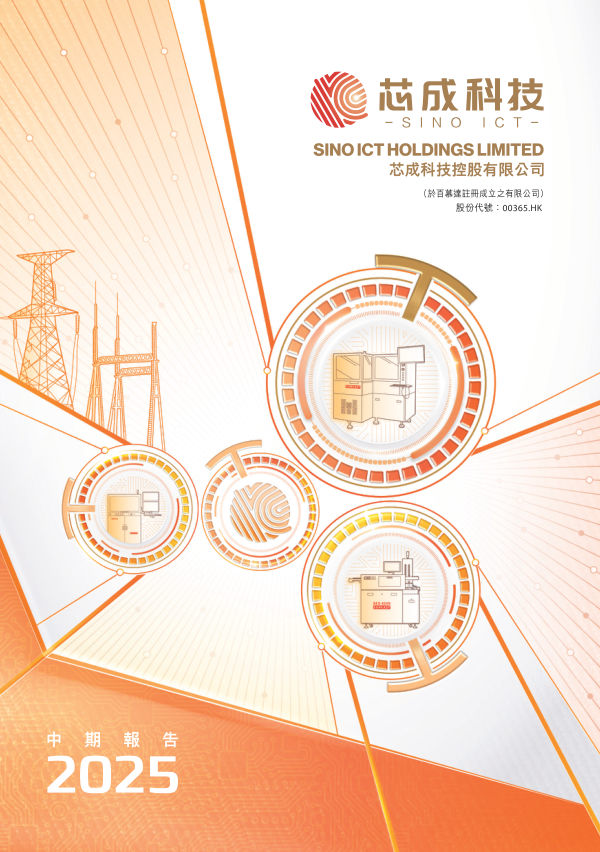 芯成科技
-SINO ICT-
SINO ICT HOLDINGS LIMITED
芯成科技控股有限公司
（於百慕達註冊成立之有限公司）
股份代號：00365.HK
中期報告
2025